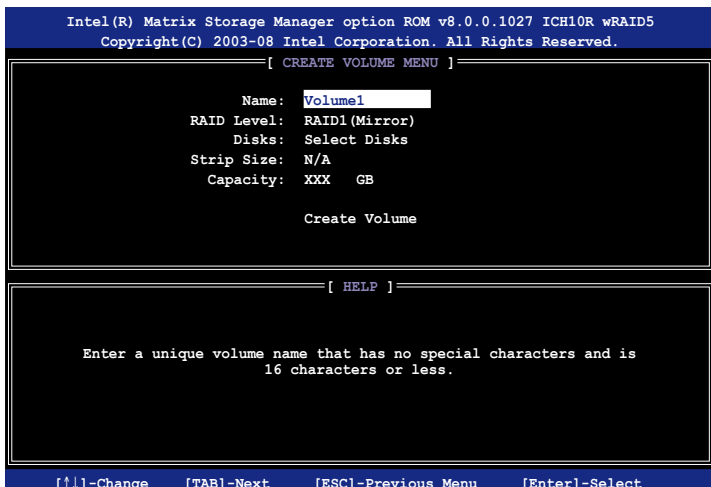 Intel(R) Matrix Storage Manager option ROM v8.0.0.1027 ICH10R wRAID5
Copyright(C) 2003-08 Intel Corporation. All Rights Reserved.
[ CREATE VOLUME MENU ]
Name: Volume1
RAID Level: RAID1(Mirror)
Disks: Select Disks
Strip Size: N/A
Capacity: XXX GB
Create Volume
[ HELP ]
Enter a unique volume name that has no special characters and is
16 characters or less.
[↑↓]-Change [TAB]-Next [ESC]-Previous Menu [Enter]-Select